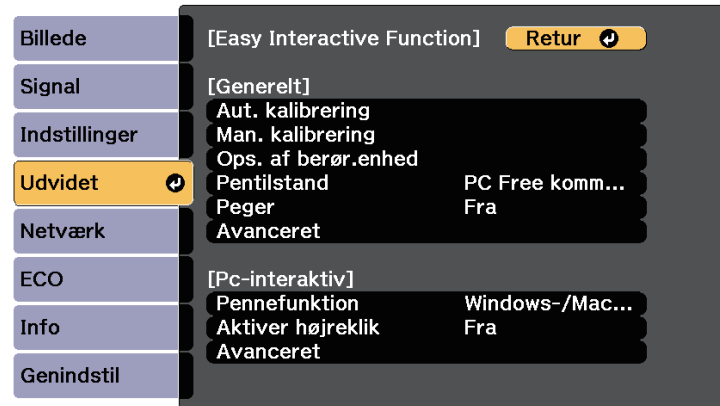 Billede
Signal
Indstillinger
Udvidet
Netværk
ECO
Info
Genindstil
[Easy Interactive Function] Retur
[Generelt]
Aut. kalibrering
Man. kalibrering
Ops. af berør.enhed
Pentilstand PC Free komm...
Peger Fra
Avanceret
[Pc-interaktiv]
Pennefunktion Windows-/Mac...
Aktiver højreklik Fra
Avanceret